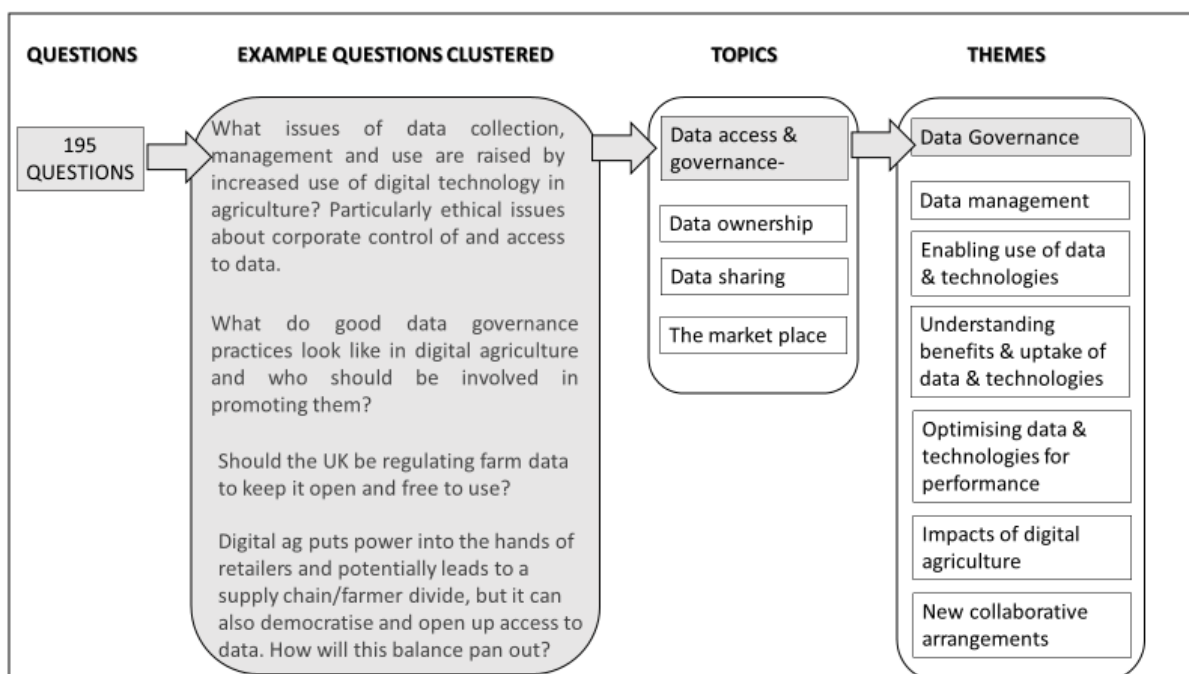 QUESTIONS
EXAMPLE QUESTIONS CLUSTERED
TOPICS
THEMES
195
QUESTIONS
What issues of data collection,
management and use are raised by
increased use of digital technology in
agriculture? Particularly ethical issues
about corporate control of and access
to data.
What do good data governance
practices look like in digital agriculture
and who should be involved in
promoting them?
Should the UK be regulating farm data
to keep it open and free to use?
Digital ag puts power into the hands of
retailers and potentially leads to a
supply chain/farmer divide, but it can
also democratise and open up access to
data. How will this balance pan out?
Data access &
governance-
Data ownership
Data sharing
The market place
Data Governance
Data management
Enabling use of data
& technologies
Understanding
benefits & uptake of
data & technologies
Optimising data &
technologies for
performance
Impacts of digital
agriculture
New collaborative
arrangements